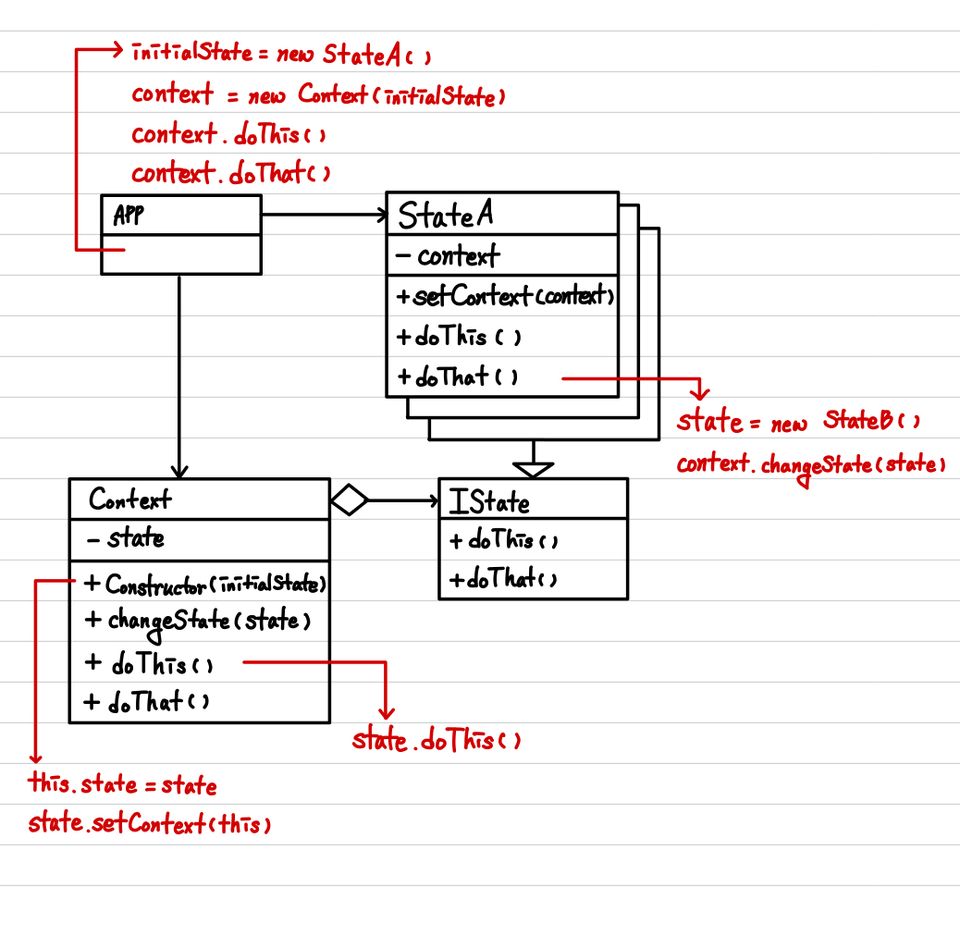 initialState = new StateA()
context = new Context(initialState)
context.doThis()
context.doThat()
APP
StateA
- context
+setContext(context)
+doThis()
+doThat()
state = new StateB()
context.changeState(state)
Context
- state
+ Constructor(initialState)
+ changeState(state)
+ doThis()
+ doThat()
IState
+ doThis()
+doThat()
state.doThis()
this.state = state
state.setContext(this)